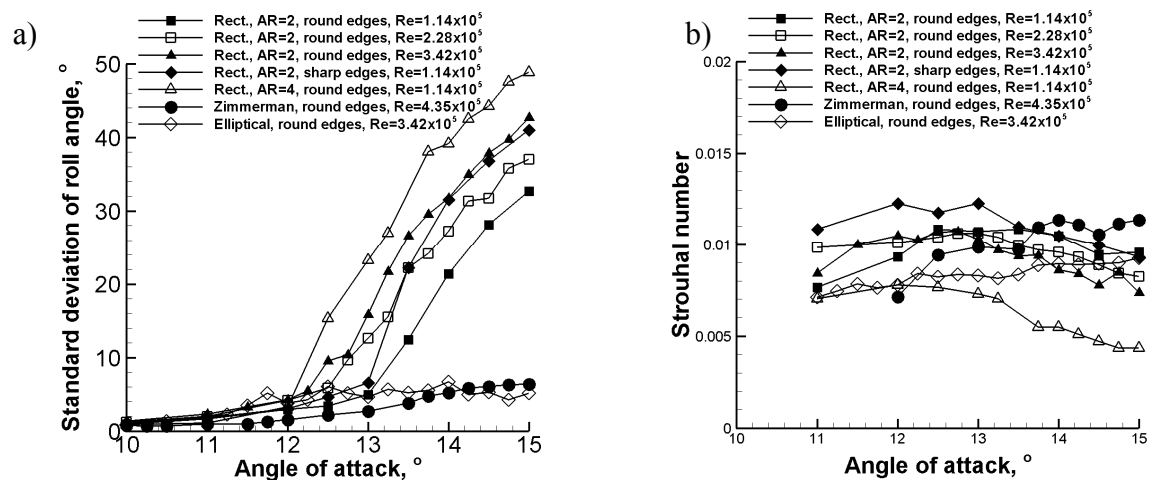 a)
Rect., AR=2, round edges, Re=1.14x10⁵
Rect., AR=2, round edges, Re=2.28x10⁵
Rect., AR=2, round edges, Re=3.42x10⁵
Rect., AR=2, sharp edges, Re=1.14x10⁵
Rect., AR=4, round edges, Re=1.14x10⁵
Zimmerman, round edges, Re=4.35x10⁵
Elliptical, round edges, Re=3.42x10⁵
Standard deviation of roll angle, °
50
40
30
20
10
0
10 11 12 13 14 15
Angle of attack, °
b)
Rect., AR=2, round edges, Re=1.14x10⁵
Rect., AR=2, round edges, Re=2.28x10⁵
Rect., AR=2, round edges, Re=3.42x10⁵
Rect., AR=2, sharp edges, Re=1.14x10⁵
Rect., AR=4, round edges, Re=1.14x10⁵
Zimmerman, round edges, Re=4.35x10⁵
Elliptical, round edges, Re=3.42x10⁵
Strouhal number
0.02
0.015
0.01
0.005
0
10 11 12 13 14 15
Angle of attack, °